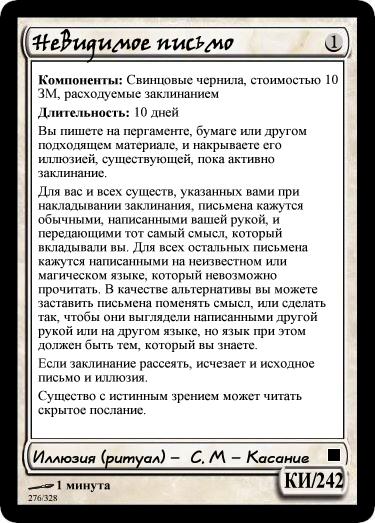 Невидимое письмо 1
Компоненты: Свинцовые чернила, стоимостью 10
ЗМ, расходуемые заклинанием
Длительность: 10 дней
Вы пишете на пергаменте, бумаге или другом
подходящем материале, и накрываете его
иллюзией, существующей, пока активно
заклинание.
Для вас и всех существ, указанных вами при
накладывании заклинания, письмена кажутся
обычными, написанными вашей рукой, и
передающими тот самый смысл, который
вкладывали вы. Для всех остальных письмена
кажутся написанными на неизвестном или
магическом языке, который невозможно
прочитать. В качестве альтернативы вы можете
заставить письмена поменять смысл, или сделать
так, чтобы они выглядели написанными другой
рукой или на другом языке, но язык при этом
должен быть тем, который вы знаете.
Если заклинание рассеять, исчезает и исходное
письмо и иллюзия.
Существо с истинным зрением может читать
скрытое послание.
Иллюзия (ритуал) – С, М – Касание
1 минута
КИ/242
276/328